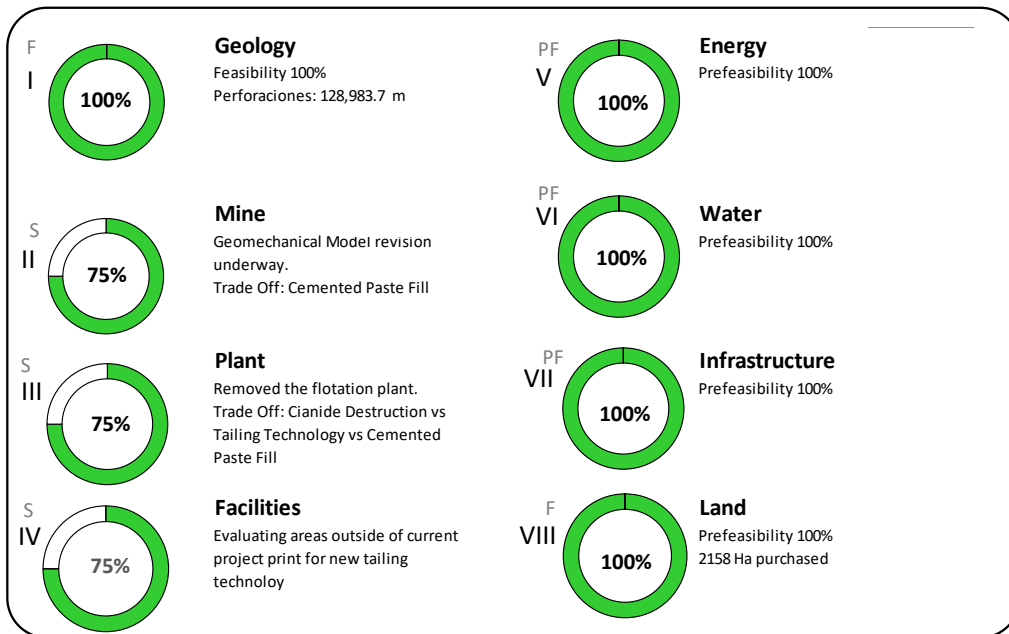 F
I
100%
Geology
Feasibility 100%
Perforaciones: 128,983.7 m
S
II
75%
Mine
Geomechanical Model revision
underway.
Trade Off: Cemented Paste Fill
S
III
75%
Plant
Removed the flotation plant.
Trade Off: Cianide Destruction vs
Tailing Technology vs Cemented
Paste Fill
S
IV
75%
Facilities
Evaluating areas outside of current
project print for new tailing
technoloy
PF
V
100%
Energy
Prefeasibility 100%
PF
VI
100%
Water
Prefeasibility 100%
PF
VII
100%
Infrastructure
Prefeasibility 100%
F
VIII
100%
Land
Prefeasibility 100%
2158 Ha purchased